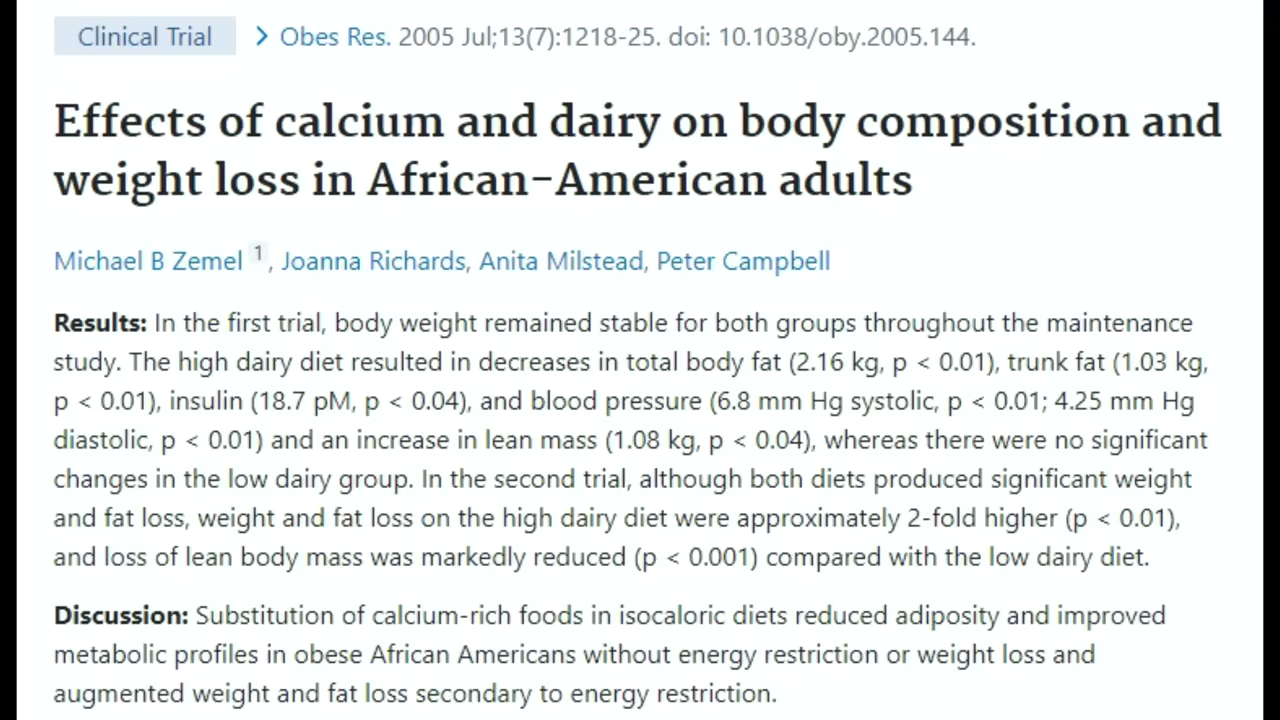 Clinical Trial > Obes Res. 2005 Jul;13(7):1218-25. doi: 10.1038/oby.2005.144.
Effects of calcium and dairy on body composition and
weight loss in African-American adults
Michael B Zemel 1, Joanna Richards, Anita Milstead, Peter Campbell
Results: In the first trial, body weight remained stable for both groups throughout the maintenance
study. The high dairy diet resulted in decreases in total body fat (2.16 kg, p < 0.01), trunk fat (1.03 kg,
p < 0.01), insulin (18.7 pM, p < 0.04), and blood pressure (6.8 mm Hg systolic, p < 0.01; 4.25 mm Hg
diastolic, p < 0.01) and an increase in lean mass (1.08 kg, p < 0.04), whereas there were no significant
changes in the low dairy group. In the second trial, although both diets produced significant weight
and fat loss, weight and fat loss on the high dairy diet were approximately 2-fold higher (p < 0.01),
and loss of lean body mass was markedly reduced (p < 0.001) compared with the low dairy diet.
Discussion: Substitution of calcium-rich foods in isocaloric diets reduced adiposity and improved
metabolic profiles in obese African Americans without energy restriction or weight loss and
augmented weight and fat loss secondary to energy restriction.